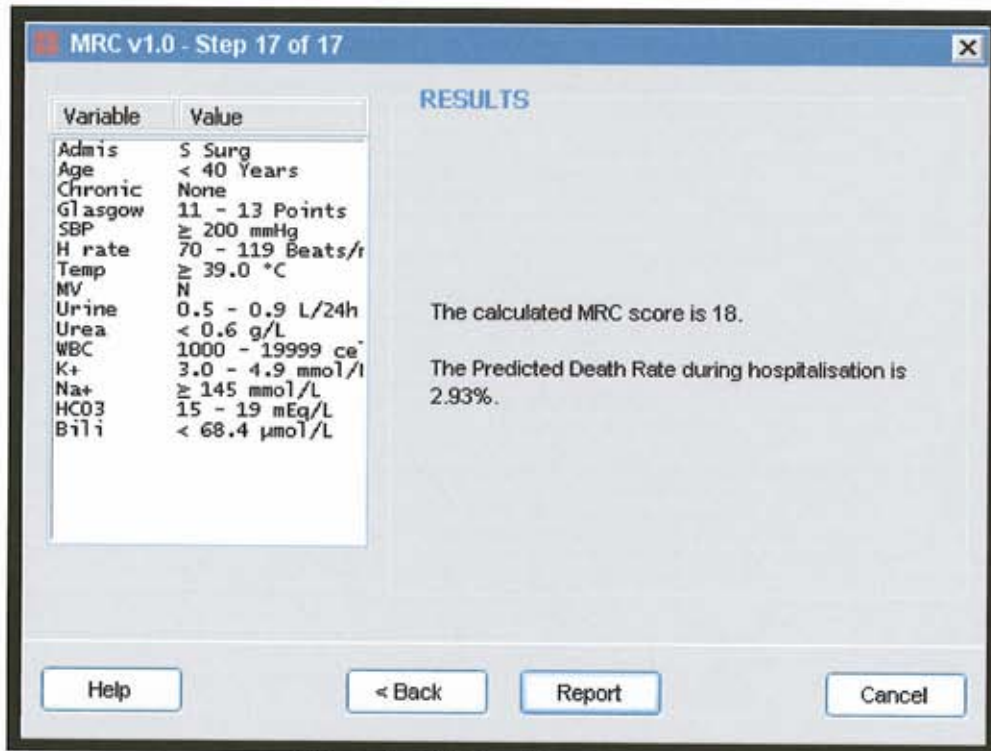 MRC v1.0 - Step 17 of 17
Variable Value
Admis S Surg
Age < 40 Years
Chronic None
Glasgow 11 - 13 Points
SBP ≥ 200 mmHg
H rate 70 - 119 Beats/
Temp ≥ 39.0 °C
MV N
Urine 0.5 - 0.9 L/24h
Urea < 0.6 g/L
WBC 1000 - 19999 ce
K+ 3.0 - 4.9 mmol/
Na+ ≥ 145 mmol/L
HCO3 15 - 19 mEq/L
Bili < 68.4 µmol/L
RESULTS
The calculated MRC score is 18.
The Predicted Death Rate during hospitalisation is
2.93%.
Help < Back Report Cancel